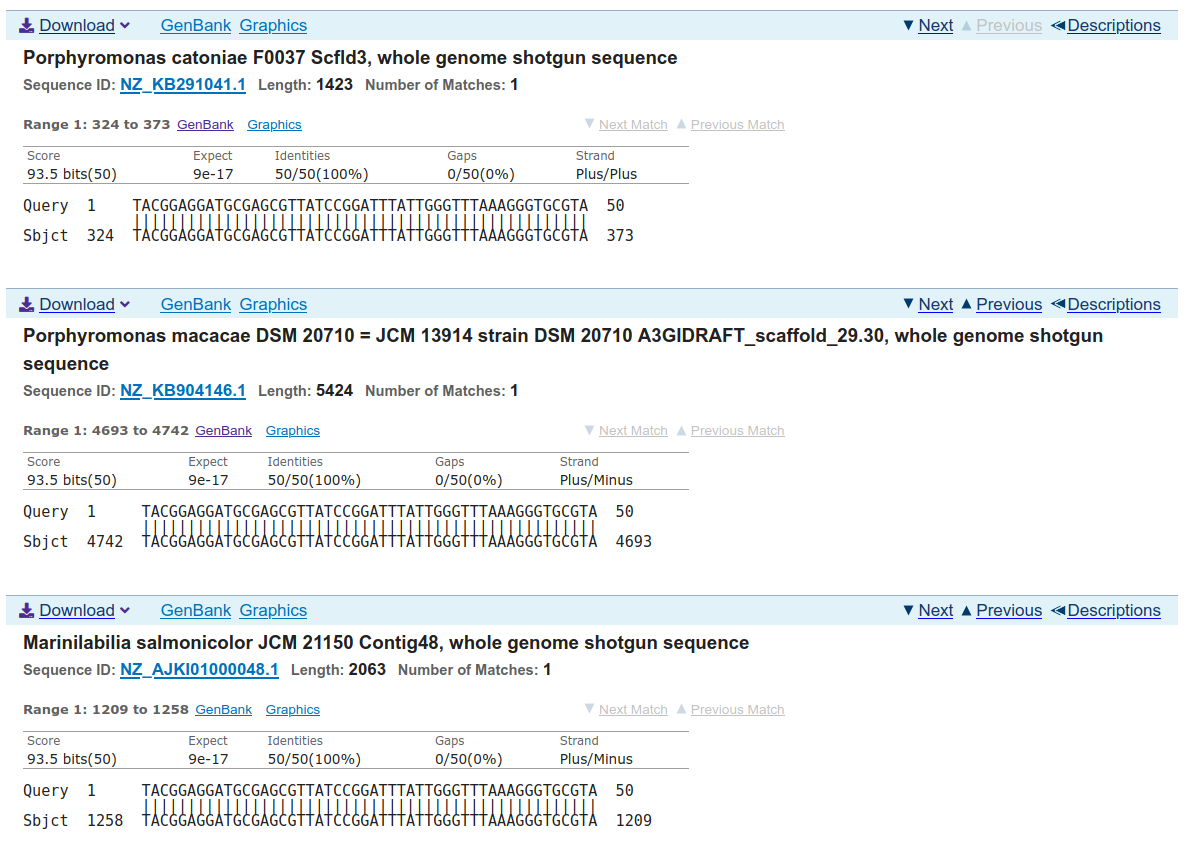 Download GenBank Graphics ▼ Next ▲ Previous ≪Descriptions
Porphyromonas catoniae F0037 Scfld3, whole genome shotgun sequence
Sequence ID: NZ_KB291041.1 Length: 1423 Number of Matches: 1
Range 1: 324 to 373 GenBank Graphics ▼ Next Match ▲ Previous Match
Score Expect Identities Gaps Strand
93.5 bits(50) 9e-17 50/50(100%) 0/50(0%) Plus/Plus
Query 1 TACGGAGGATGCGAGCGTTATCCGGATTTATTGGGTTTAAAGGGTGCGTA 50
||||||||||||||||||||||||||||||||||||||||||||||||||
Sbjct 324 TACGGAGGATGCGAGCGTTATCCGGATTTATTGGGTTTAAAGGGTGCGTA 373
Download GenBank Graphics ▼ Next ▲ Previous ≪Descriptions
Porphyromonas macacae DSM 20710 = JCM 13914 strain DSM 20710 A3GIDRAFT_scaffold_29.30, whole genome shotgun
sequence
Sequence ID: NZ_KB904146.1 Length: 5424 Number of Matches: 1
Range 1: 4693 to 4742 GenBank Graphics ▼ Next Match ▲ Previous Match
Score Expect Identities Gaps Strand
93.5 bits(50) 9e-17 50/50(100%) 0/50(0%) Plus/Minus
Query 1 TACGGAGGATGCGAGCGTTATCCGGATTTATTGGGTTTAAAGGGTGCGTA 50
||||||||||||||||||||||||||||||||||||||||||||||||||
Sbjct 4742 TACGGAGGATGCGAGCGTTATCCGGATTTATTGGGTTTAAAGGGTGCGTA 4693
Download GenBank Graphics ▼ Next ▲ Previous ≪Descriptions
Marinilabilia salmonicolor JCM 21150 Contig48, whole genome shotgun sequence
Sequence ID: NZ_AJKI01000048.1 Length: 2063 Number of Matches: 1
Range 1: 1209 to 1258 GenBank Graphics ▼ Next Match ▲ Previous Match
Score Expect Identities Gaps Strand
93.5 bits(50) 9e-17 50/50(100%) 0/50(0%) Plus/Minus
Query 1 TACGGAGGATGCGAGCGTTATCCGGATTTATTGGGTTTAAAGGGTGCGTA 50
||||||||||||||||||||||||||||||||||||||||||||||||||
Sbjct 1258 TACGGAGGATGCGAGCGTTATCCGGATTTATTGGGTTTAAAGGGTGCGTA 1209